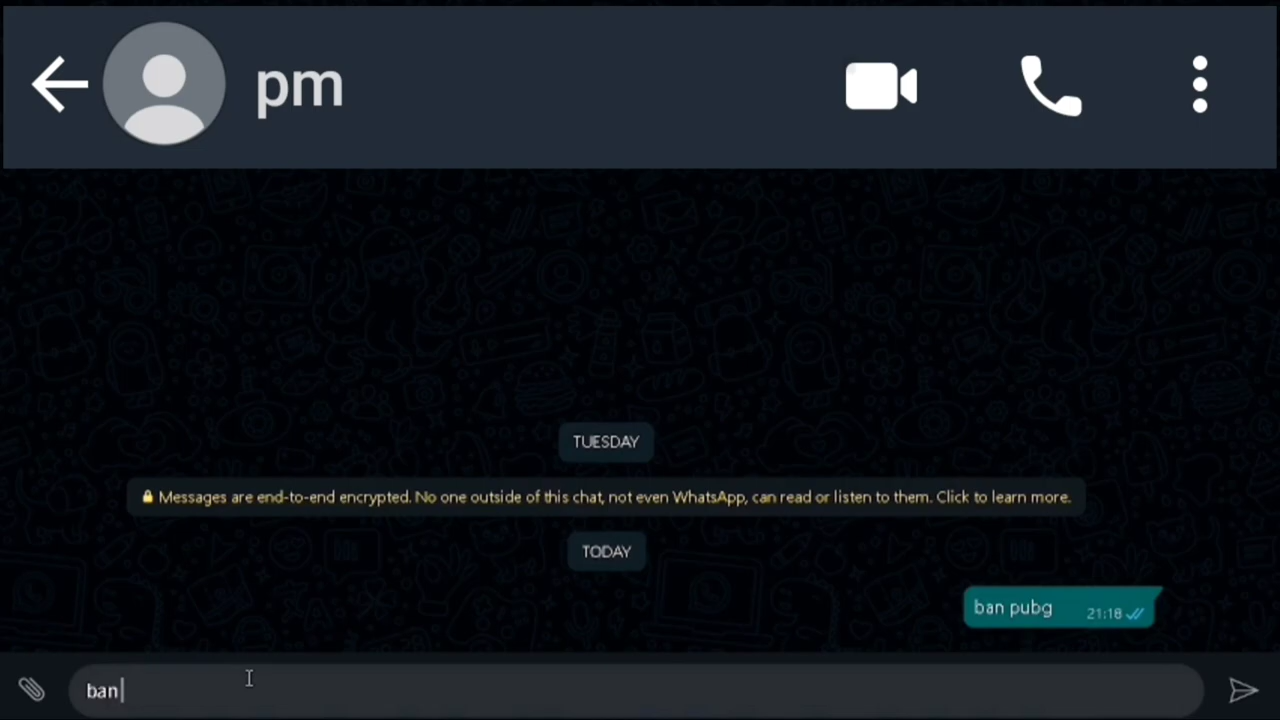 pm
TUESDAY
Messages are end-to-end encrypted. No one outside of this chat, not even WhatsApp, can read or listen to them. Click to learn more.
TODAY
ban pubg 21:18
ban